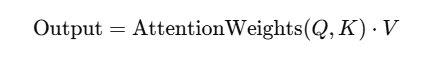 Output = AttentionWeights(Q, K) · V